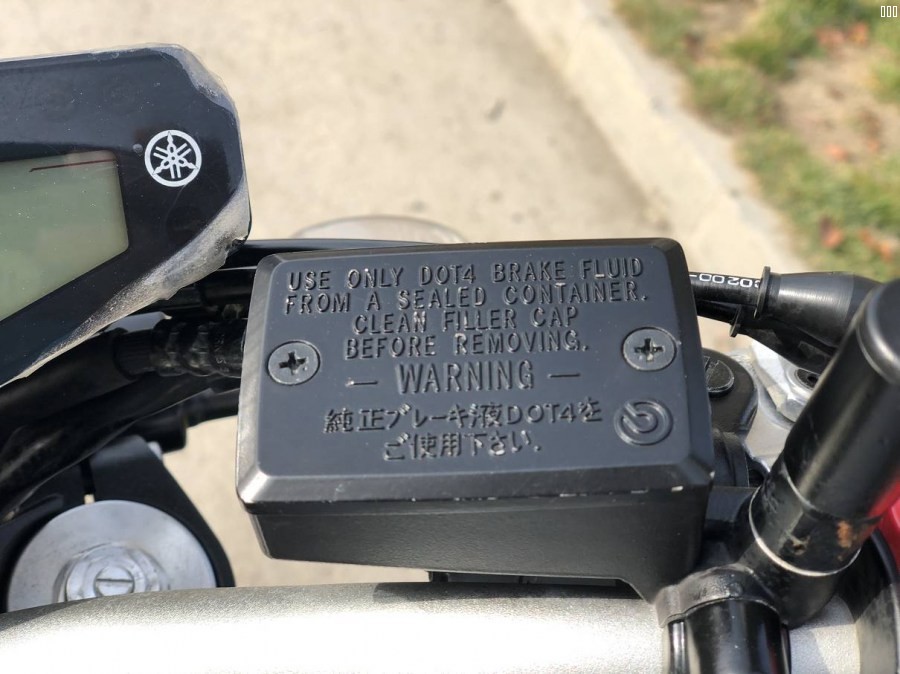 USE ONLY DOT4 BRAKE FLUID
FROM A SEALED CONTAINER.
CLEAN FILLER CAP
BEFORE REMOVING.
— WARNING —
純正ブレーキ液DOT4を
ご使用下さい.